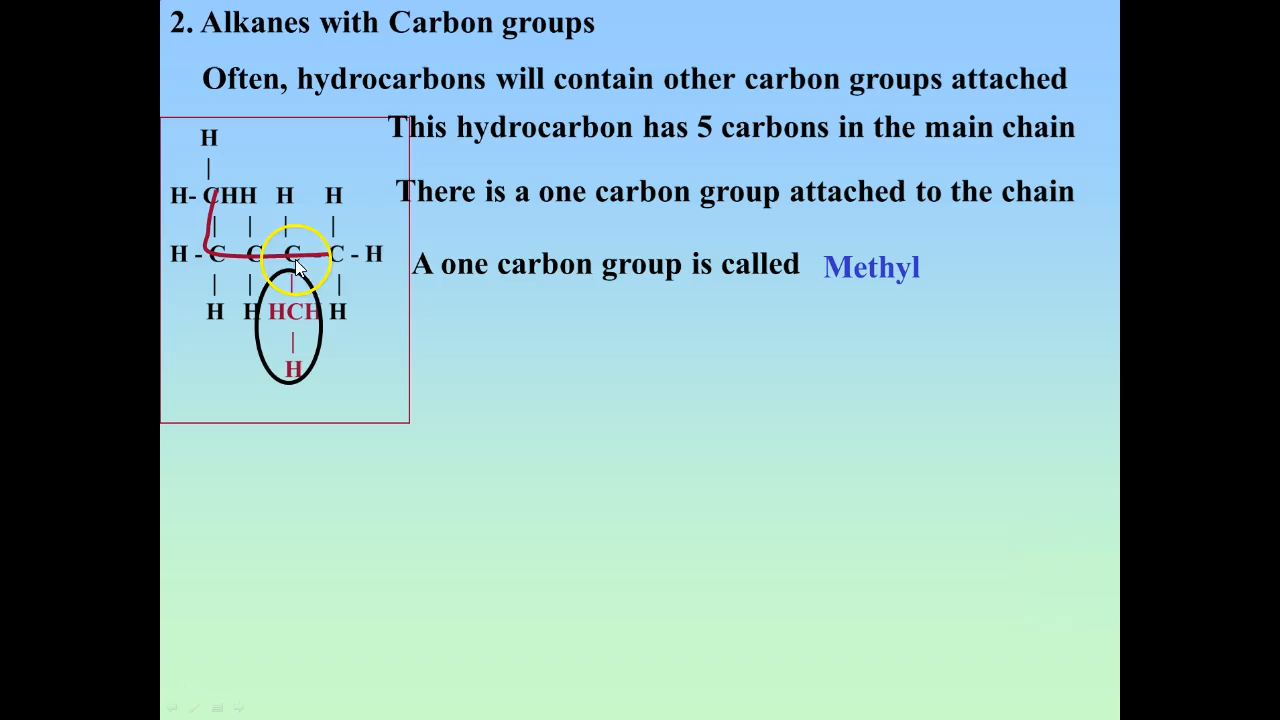 2. Alkanes with Carbon groups
Often, hydrocarbons will contain other carbon groups attached
This hydrocarbon has 5 carbons in the main chain
There is a one carbon group attached to the chain
A one carbon group is called Methyl
H
|
H- CHH H H
| | | |
H - C C C - C - H
| | | |
H H HCH H
|
H